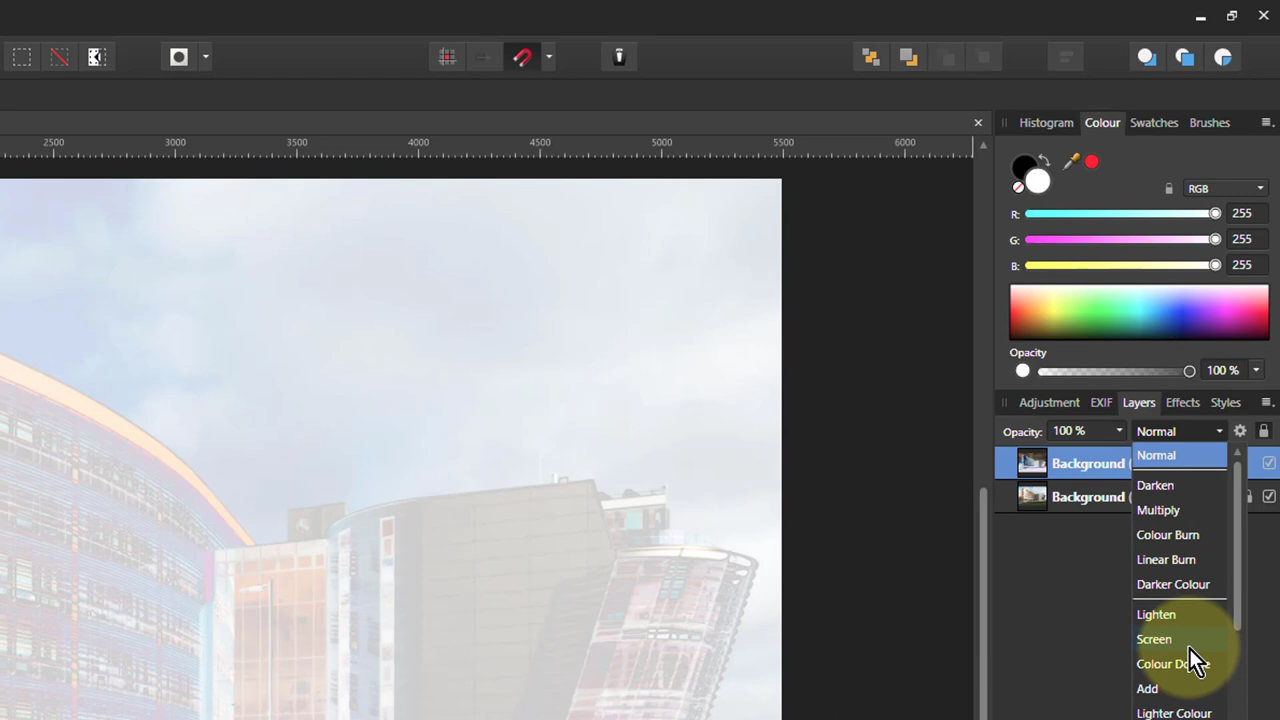 2500 3000 3500 4000 4500 5000 5500 6000
Histogram Colour Swatches Brushes
RGB
R: 255
G: 255
B: 255
Opacity
100 %
Adjustment EXIF Layers Effects Styles
Opacity: 100 % Normal
Normal
Background (
Darken
Background (
Multiply
Colour Burn
Linear Burn
Darker Colour
Lighten
Screen
Colour
Add
Lighter Colour